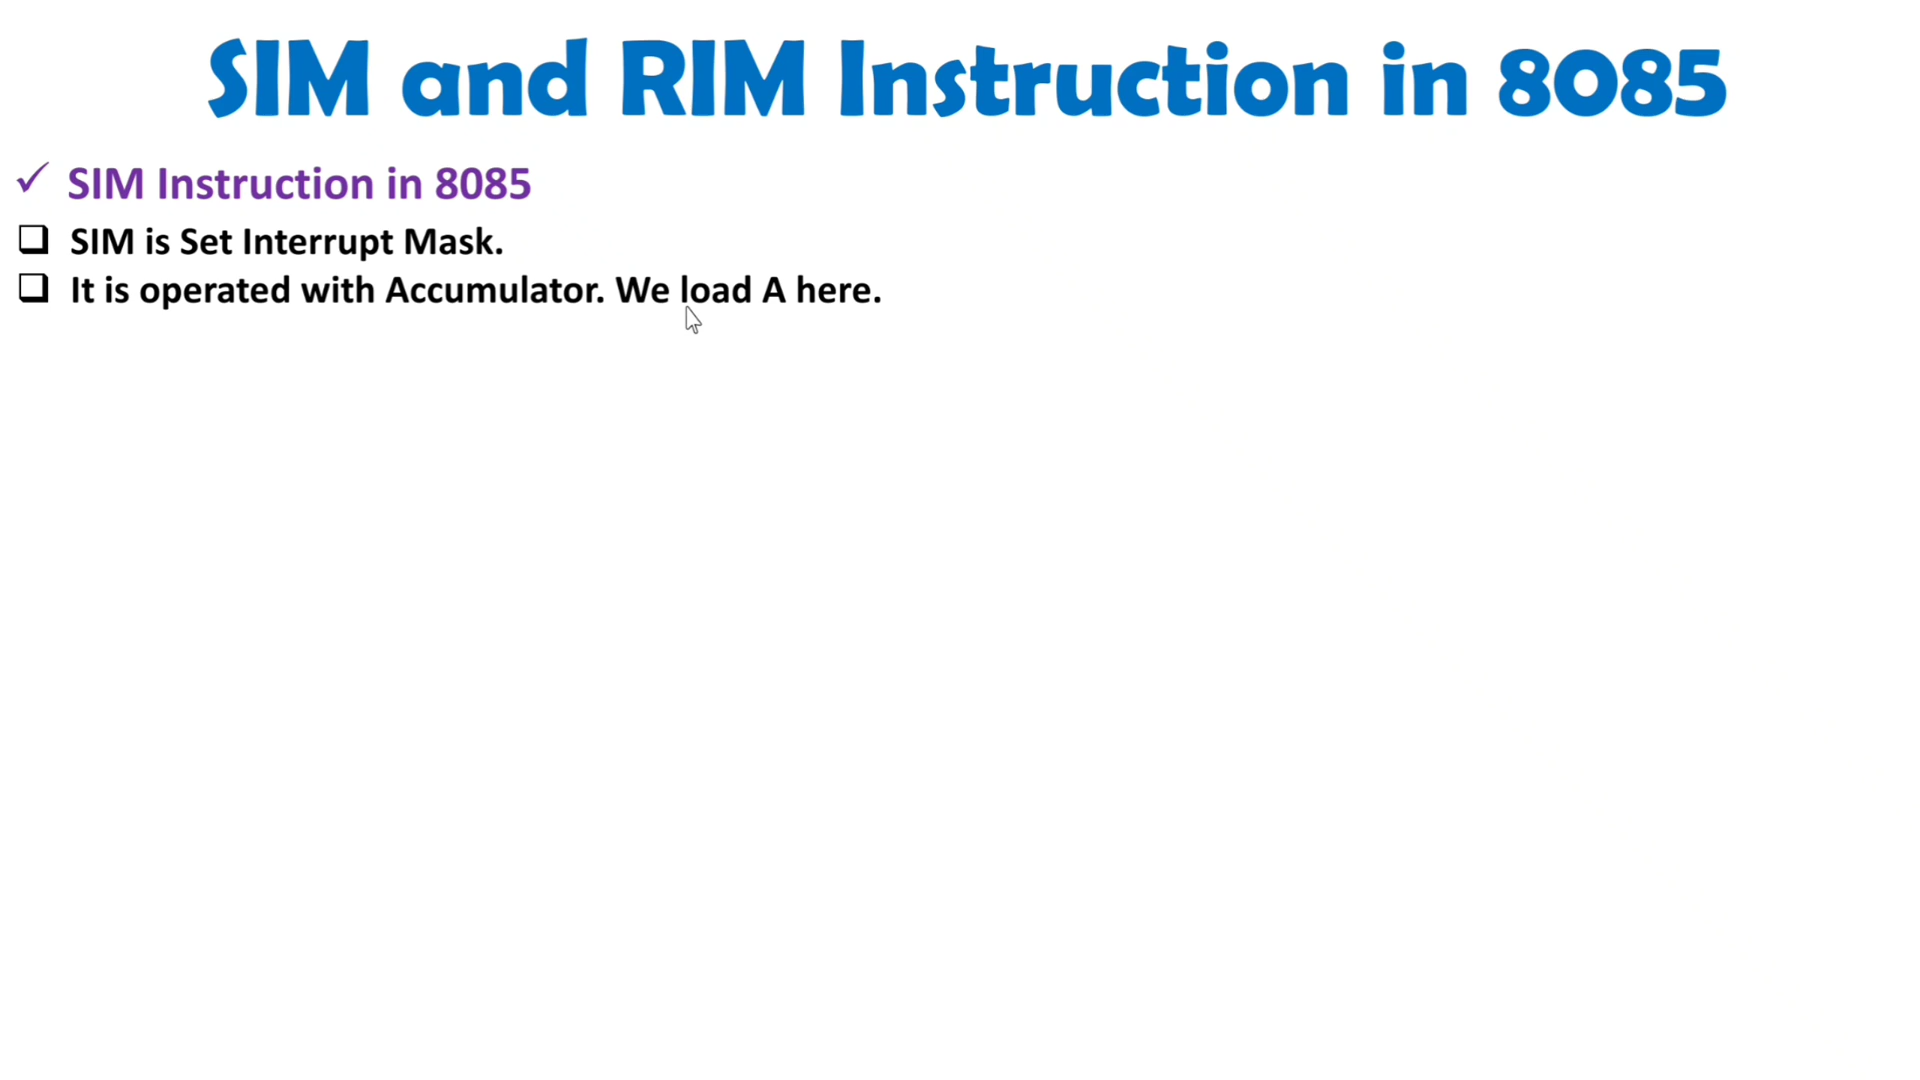 SIM and RIM Instruction in 8085
SIM Instruction in 8085
SIM is Set Interrupt Mask.
It is operated with Accumulator. We load A here.